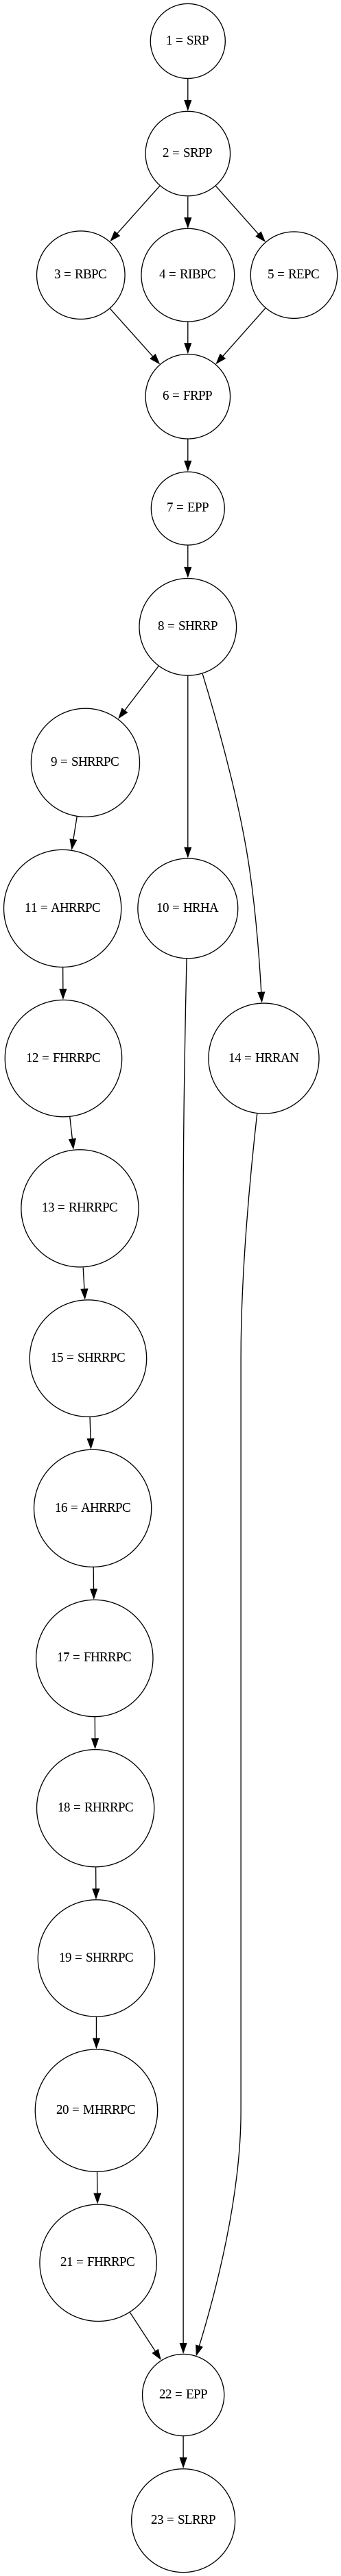 1 = SRP
2 = SRPP
3 = RBPC
4 = RIBPC
5 = REPC
6 = FRPP
7 = EPP
8 = SHRRP
9 = SHRRPC
11 = AHRRPC
10 = HRHA
12 = FHRRPC
14 = HRRAN
13 = RHRRPC
15 = SHRRPC
16 = AHRRPC
17 = FHRRPC
18 = RHRRPC
19 = SHRRPC
20 = MHRRPC
21 = FHRRPC
22 = EPP
23 = SLRRP